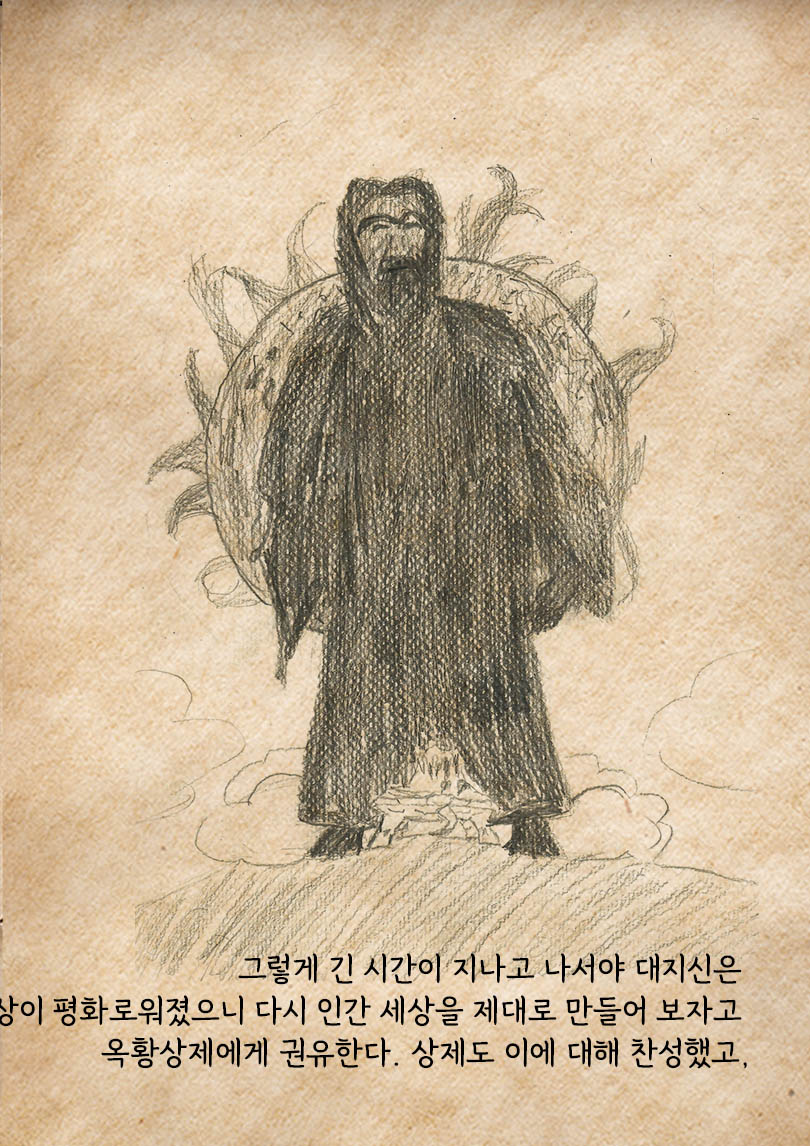 그렇게 긴 시간이 지나고 나서야 대지신은
상이 평화로워졌으니 다시 인간 세상을 제대로 만들어 보자고
옥황상제에게 권유한다. 상제도 이에 대해 찬성했고,